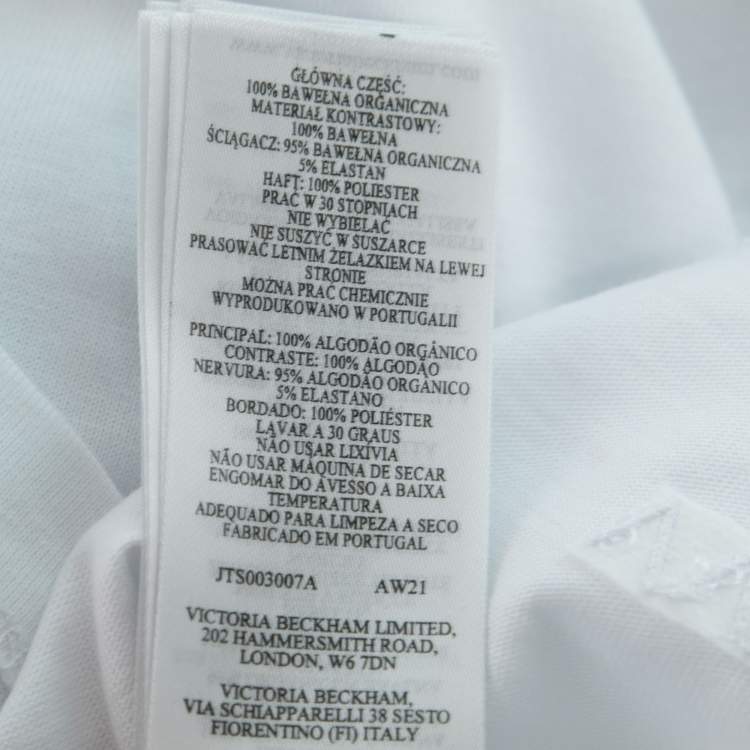 GŁÓWNA CZĘŚĆ:
100% BAWEŁNA ORGANICZNA
MATERIAŁ KONTRASTOWY:
100% BAWEŁNA
ŚCIĄGACZ: 95% BAWEŁNA ORGANICZNA
5% ELASTAN
HAFT: 100% POLIESTER
PRAĆ W 30 STOPNIACH
NIE WYBIELAĆ
NIE SUSZYĆ W SUSZARCE
PRASOWAĆ LETNIM ŻELAZKIEM NA LEWEJ
STRONIE
MOŻNA PRAĆ CHEMICZNIE
WYPRODUKOWANO W PORTUGALII
PRINCIPAL: 100% ALGODÃO ORGÂNICO
CONTRASTE: 100% ALGODÃO
NERVURA: 95% ALGODÃO ORGÂNICO
5% ELASTANO
BORDADO: 100% POLIÉSTER
LAVAR A 30 GRAUS
NÃO USAR LIXÍVIA
NÃO USAR MÁQUINA DE SECAR
ENGOMAR DO AVESSO A BAIXA
TEMPERATURA
ADEQUADO PARA LIMPEZA A SECO
FABRICADO EM PORTUGAL
JTS003007A AW21
VICTORIA BECKHAM LIMITED,
202 HAMMERSMITH ROAD,
LONDON, W6 7DN
VICTORIA BECKHAM,
VIA SCHIAPPARELLI 38 SESTO
FIORENTINO (FI) ITALY